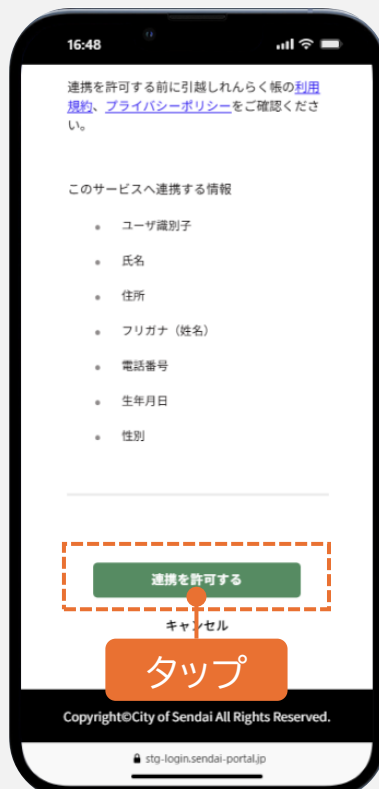 16:48
連携を許可する前に引越しれんらく帳の利用
規約、プライバシーポリシーをご確認くださ
い。
このサービスへ連携する情報
ユーザ識別子
氏名
住所
フリガナ（姓名）
電話番号
生年月日
性別
連携を許可する
キャンセル
タップ
Copyright©City of Sendai All Rights Reserved.
stg-login.sendai-portal.jp